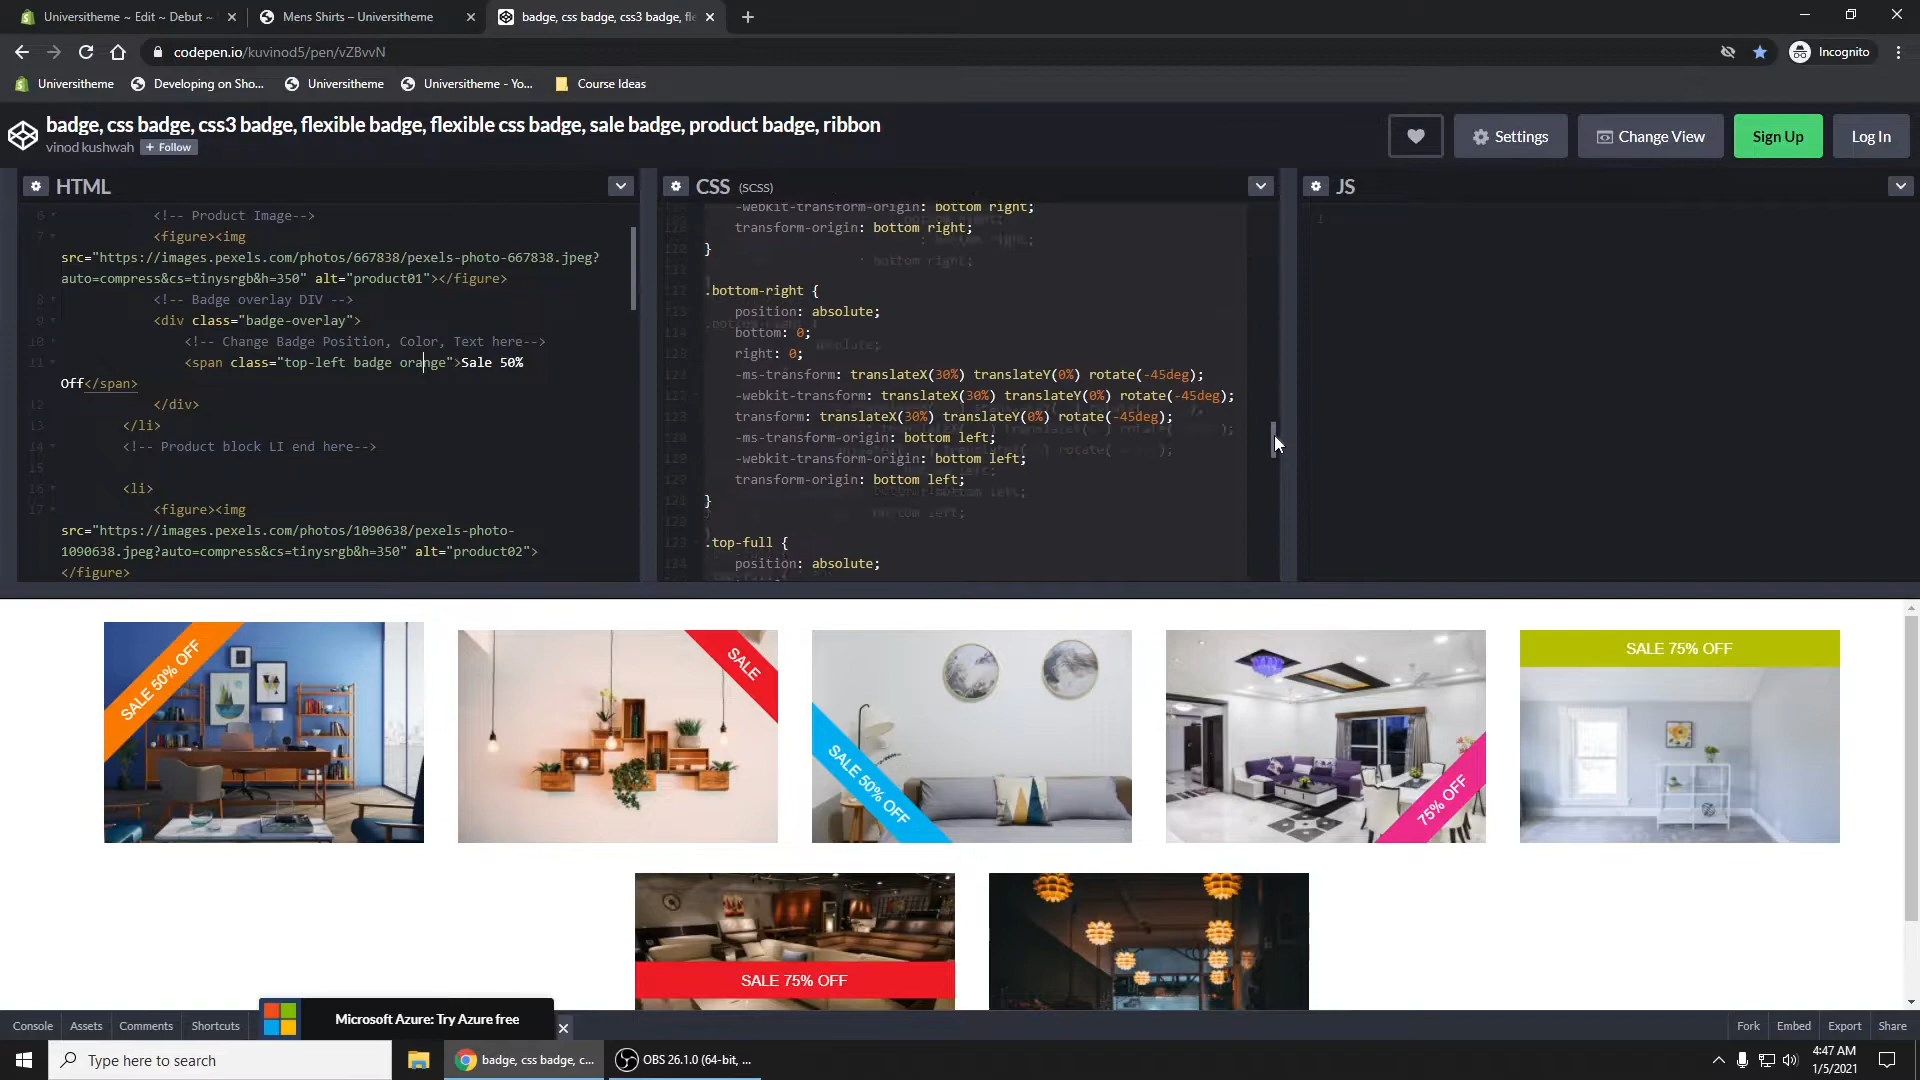 Universitheme ~ Edit ~ Debut ~
Mens Shirts – Universitheme
badge, css badge, css3 badge, fle
codepen.io/kuvinod5/pen/vZBvvN
Incognito
Universitheme
Developing on Sho...
Universitheme
Universitheme - Yo...
Course Ideas
badge, css badge, css3 badge, flexible badge, flexible css badge, sale badge, product badge, ribbon
vinod kushwah
+ Follow
Settings
Change View
Sign Up
Log In
HTML
<!-- Product Image-->
<figure><img
src="https://images.pexels.com/photos/667838/pexels-photo-667838.jpeg?
auto=compress&cs=tinysrgb&h=350" alt="product01"></figure>
<!-- Badge overlay DIV -->
<div class="badge-overlay">
<!-- Change Badge Position, Color, Text here-->
<span class="top-left badge orange">Sale 50%
Off</span>
</div>
</li>
<!-- Product block LI end here-->
<li>
<figure><img
src="https://images.pexels.com/photos/1090638/pexels-photo-
1090638.jpeg?auto=compress&cs=tinysrgb&h=350" alt="product02">
</figure>
CSS (SCSS)
-webkit-transform-origin: bottom right;
transform-origin: bottom right;
}
.bottom-right {
position: absolute;
bottom: 0;
right: 0;
-ms-transform: translateX(30%) translateY(0%) rotate(-45deg);
-webkit-transform: translateX(30%) translateY(0%) rotate(-45deg);
transform: translateX(30%) translateY(0%) rotate(-45deg);
-ms-transform-origin: bottom left;
-webkit-transform-origin: bottom left;
transform-origin: bottom left;
}
.top-full {
position: absolute;
JS
1
SALE 50% OFF
SALE
SALE 50% OFF
75% OFF
SALE 75% OFF
SALE 75% OFF
Console
Assets
Comments
Shortcuts
Microsoft Azure: Try Azure free
Fork
Embed
Export
Share
Type here to search
badge, css badge, c...
OBS 26.1.0 (64-bit, ...
4:47 AM
1/5/2021